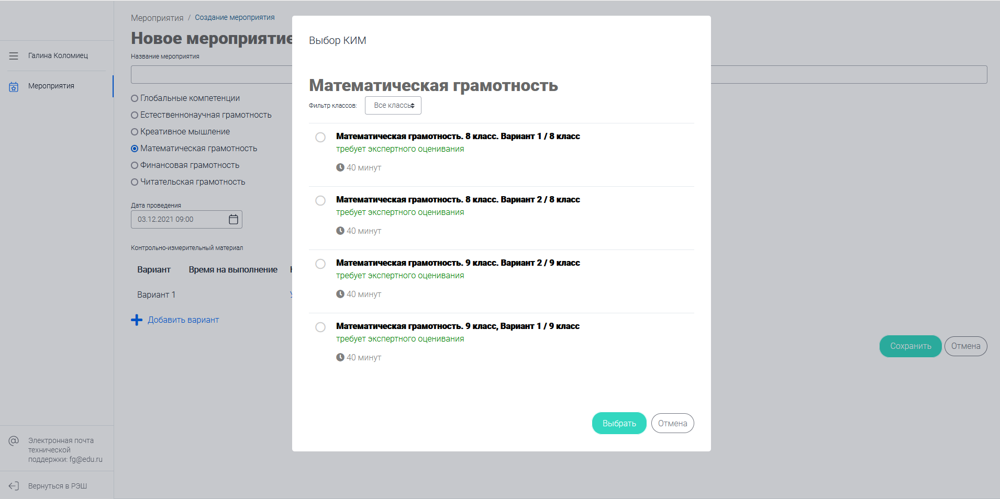 Галина Коломиец
Мероприятия
Электронная почта
технической
поддержки: fg@edu.ru
Вернуться в РЭШ
Мероприятия / Создание мероприятия
Новое мероприятие
Название мероприятия
Глобальные компетенции
Естественнонаучная грамотность
Креативное мышление
Математическая грамотность
Финансовая грамотность
Читательская грамотность
Дата проведения
03.12.2021 09:00
Контрольно-измерительный материал
Вариант Время на выполнение
Вариант 1
Добавить вариант
Сохранить Отмена
Выбор КИМ
Математическая грамотность
Фильтр классов: Все классы
Математическая грамотность. 8 класс. Вариант 1 / 8 класс
требует экспертного оценивания
40 минут
Математическая грамотность. 8 класс. Вариант 2 / 8 класс
требует экспертного оценивания
40 минут
Математическая грамотность. 9 класс. Вариант 2 / 9 класс
требует экспертного оценивания
40 минут
Математическая грамотность. 9 класс, Вариант 1 / 9 класс
требует экспертного оценивания
40 минут
Выбрать Отмена